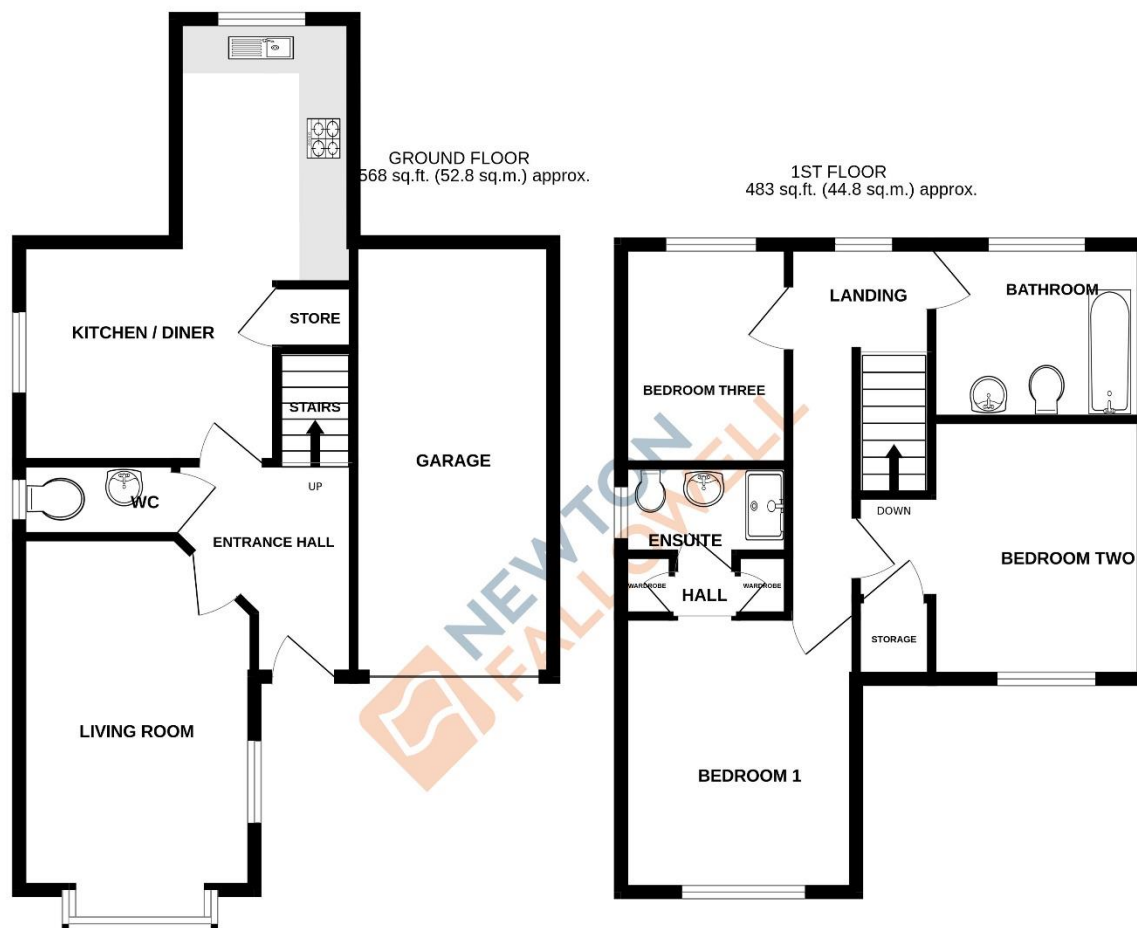 GROUND FLOOR
568 sq.ft. (52.8 sq.m.) approx.
1ST FLOOR
483 sq.ft. (44.8 sq.m.) approx.
KITCHEN / DINER
STORE
STAIRS
UP
WC
ENTRANCE HALL
GARAGE
LIVING ROOM
LANDING
BATHROOM
BEDROOM THREE
DOWN
BEDROOM TWO
ENSUITE
WARDROBE
HALL
WARDROBE
STORAGE
BEDROOM 1
NEWTON
FALLOWELL